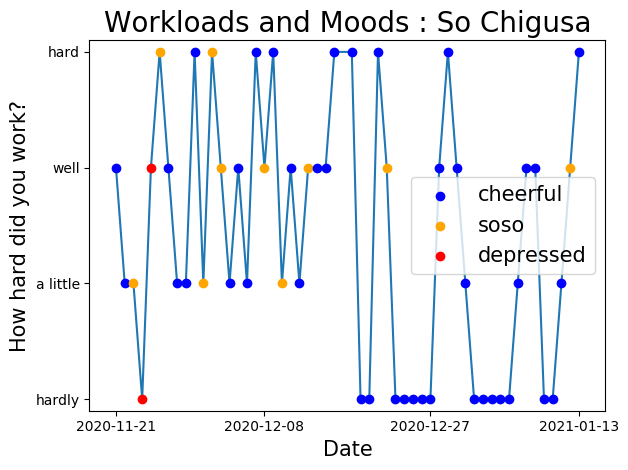 Workloads and Moods : So Chigusa
How hard did you work?
hard
well
a little
hardly
cheerful
soso
depressed
2020-11-21 2020-12-08 2020-12-27 2021-01-13
Date